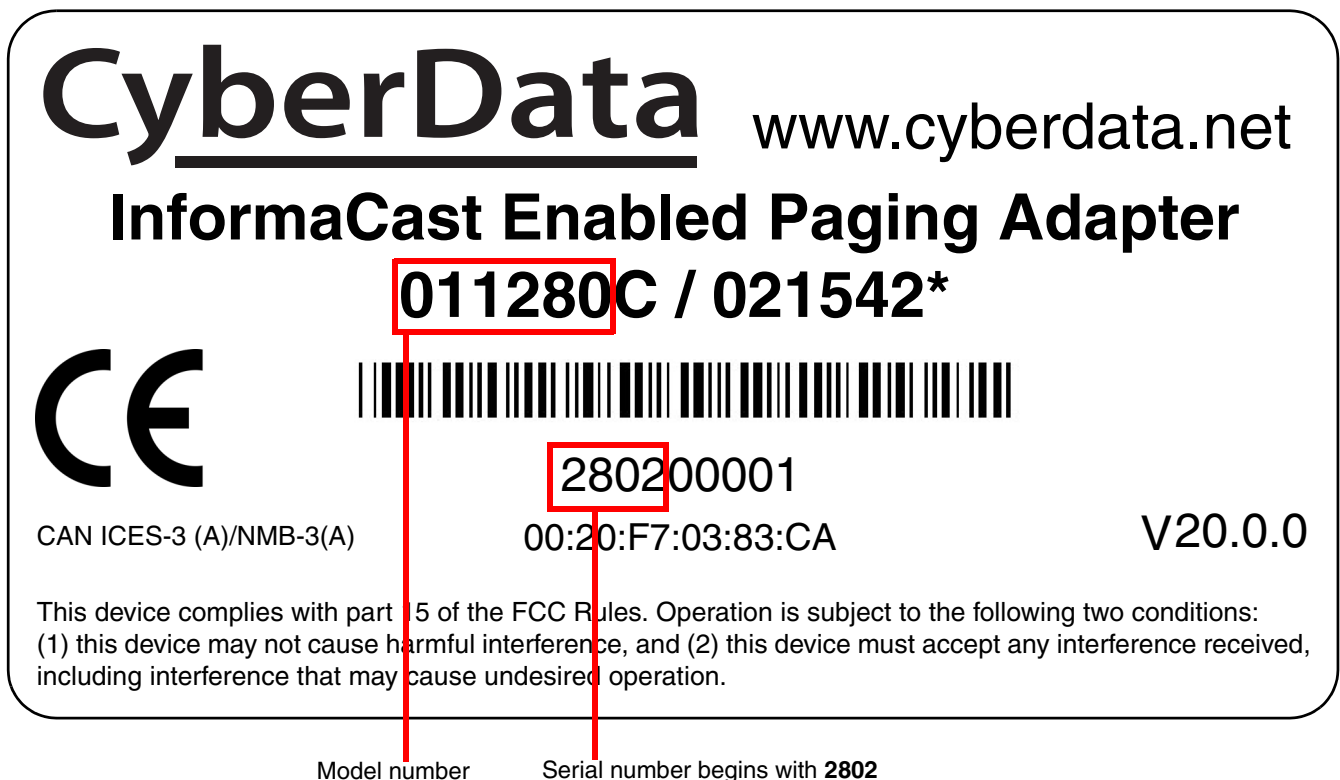 CyberData www.cyberdata.net
InformaCast Enabled Paging Adapter
011280C / 021542*
CE
280200001
CAN ICES-3 (A)/NMB-3(A) 00:20:F7:03:83:CA V20.0.0
This device complies with part 15 of the FCC Rules. Operation is subject to the following two conditions:
(1) this device may not cause harmful interference, and (2) this device must accept any interference received,
including interference that may cause undesired operation.
Model number Serial number begins with 2802